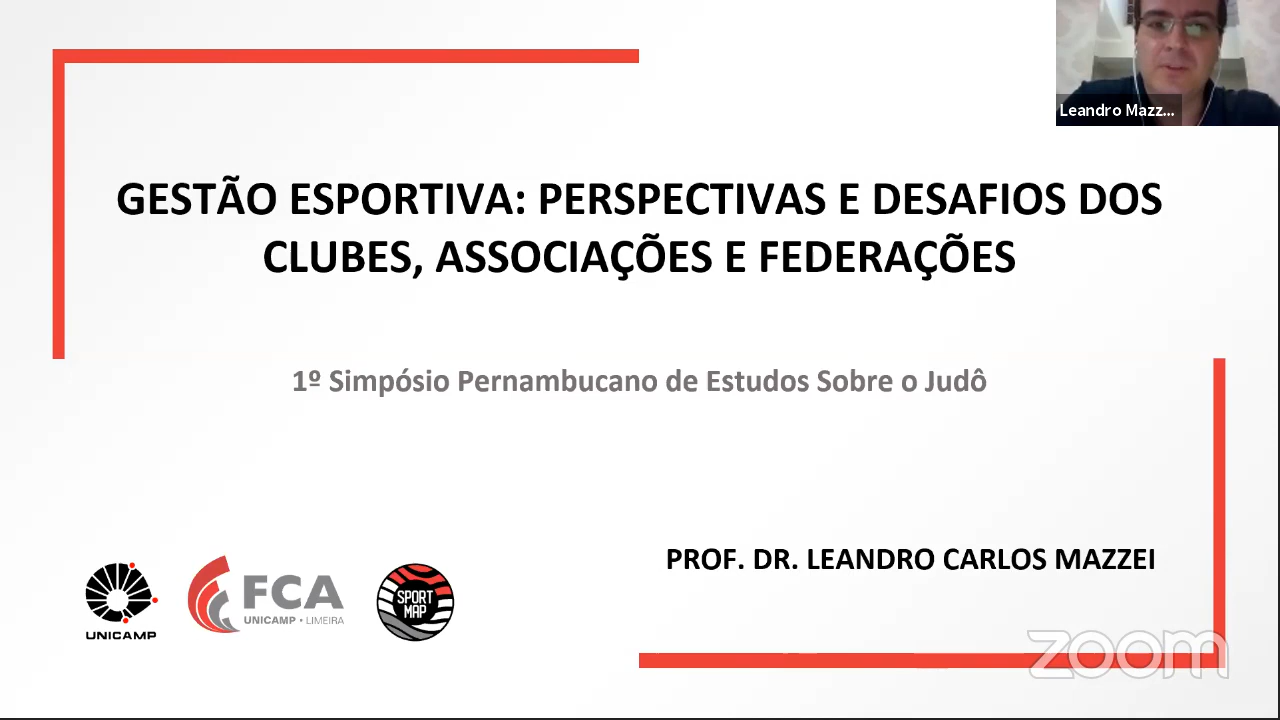 Leandro Mazz...
GESTÃO ESPORTIVA: PERSPECTIVAS E DESAFIOS DOS
CLUBES, ASSOCIAÇÕES E FEDERAÇÕES
1º Simpósio Pernambucano de Estudos Sobre o Judô
PROF. DR. LEANDRO CARLOS MAZZEI
UNICAMP
FCA
UNICAMP • LIMEIRA
SPORT
MAP
zoom